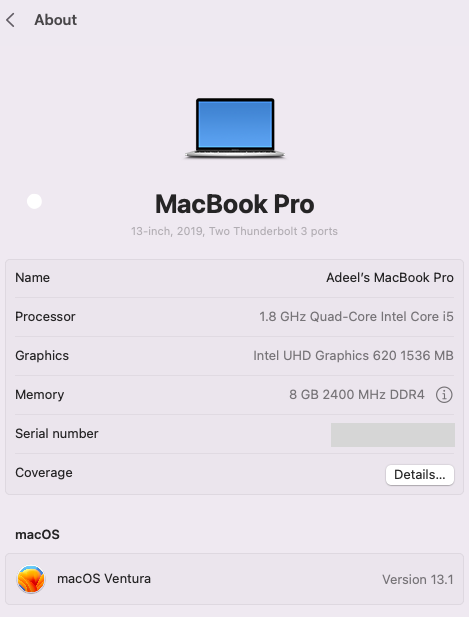 About
MacBook Pro
13-inch, 2019, Two Thunderbolt 3 ports
Name Adeel’s MacBook Pro
Processor 1.8 GHz Quad-Core Intel Core i5
Graphics Intel UHD Graphics 620 1536 MB
Memory 8 GB 2400 MHz DDR4
Serial number
Coverage Details...
macOS
macOS Ventura Version 13.1